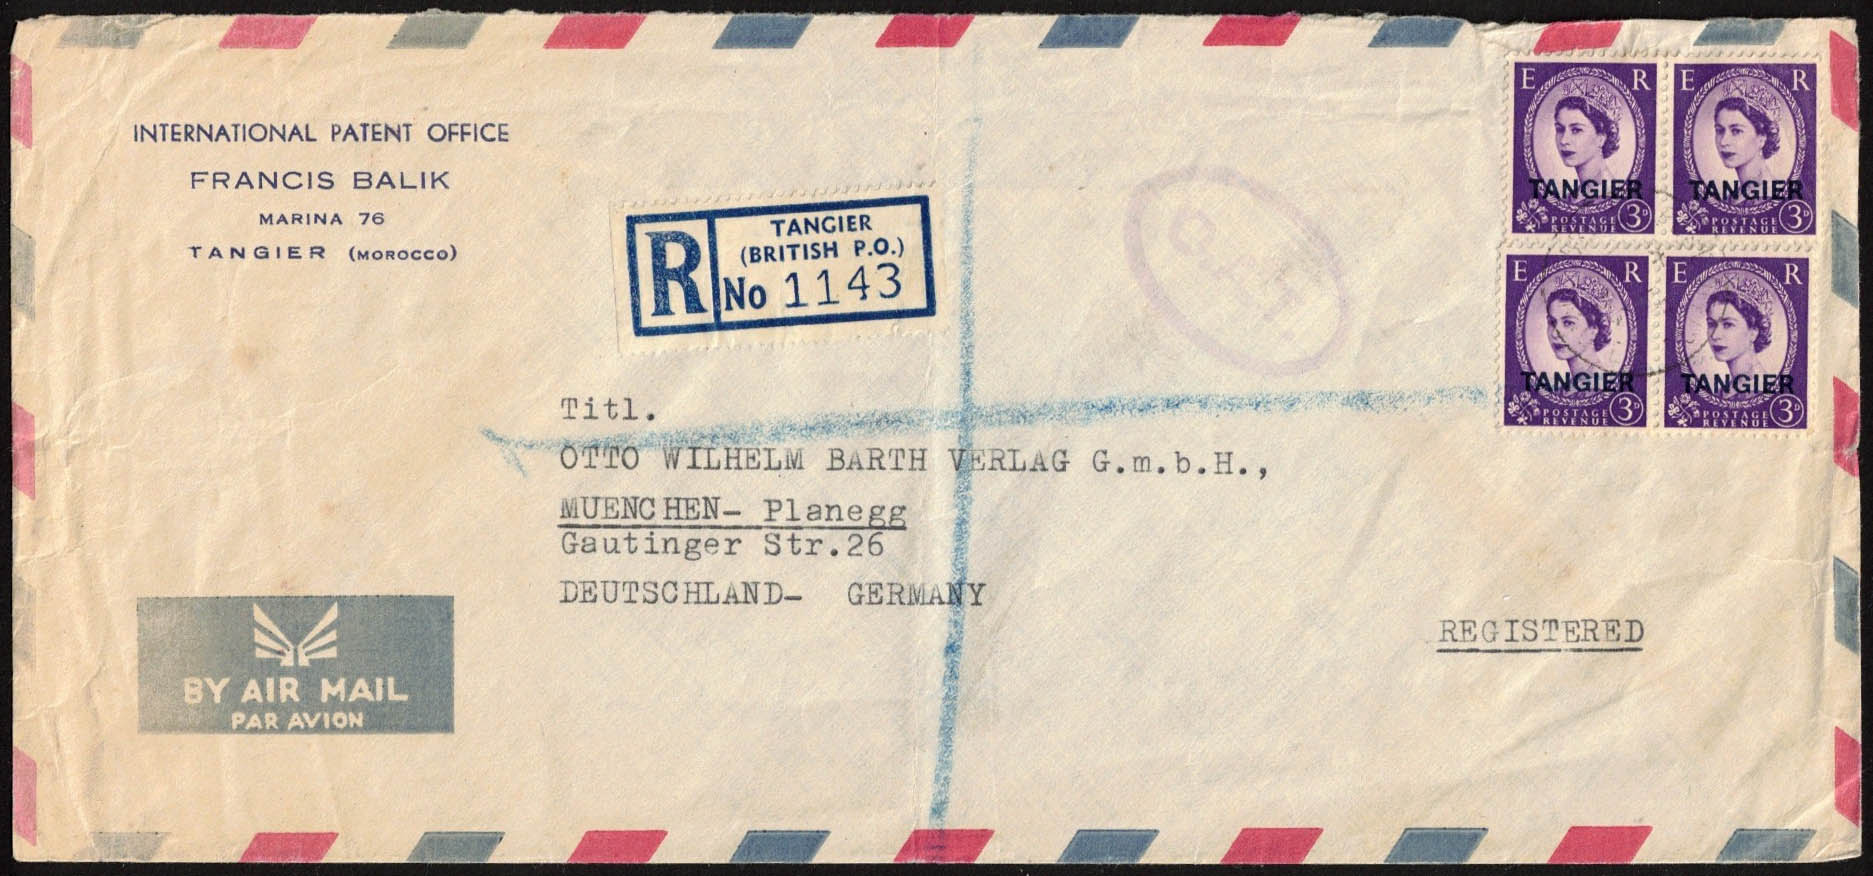 INTERNATIONAL PATENT OFFICE
FRANCIS BALIK
MARINA 76
TANGIER (MOROCCO)
R
TANGIER
(BRITISH P.O.)
No 1143
E R
TANGIER
POSTAGE
REVENUE
3D
E R
TANGIER
POSTAGE
REVENUE
3D
E R
TANGIER
POSTAGE
REVENUE
3D
E R
TANGIER
POSTAGE
REVENUE
3D
Titl.
OTTO WILHELM BARTH VERLAG G.m.b.H.,
MUENCHEN- Planegg
Gautinger Str.26
DEUTSCHLAND- GERMANY
REGISTERED
BY AIR MAIL
PAR AVION